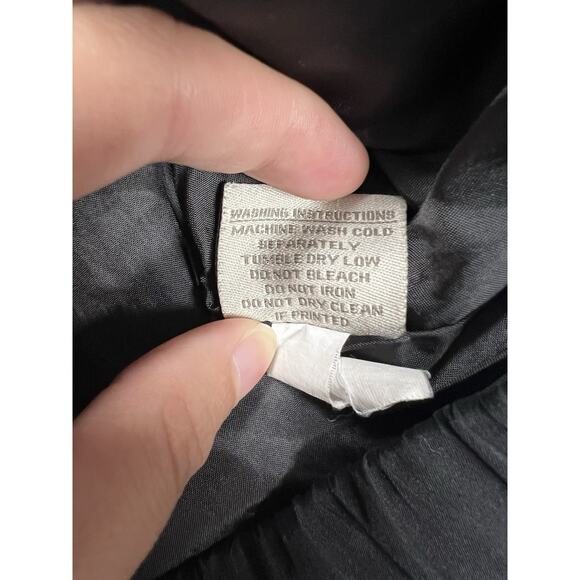 WASHING INSTRUCTIONS
MACHINE WASH COLD
SEPARATELY
TUMBLE DRY LOW
DO NOT BLEACH
DO NOT IRON
DO NOT DRY CLEAN
IF PRINTED